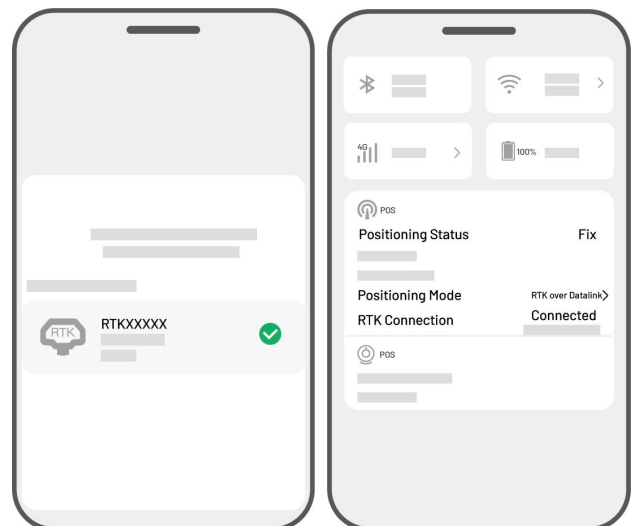 RTK
RTKXXXXX
4G
100%
POS
Positioning Status Fix
Positioning Mode RTK over Datalink
RTK Connection Connected
POS